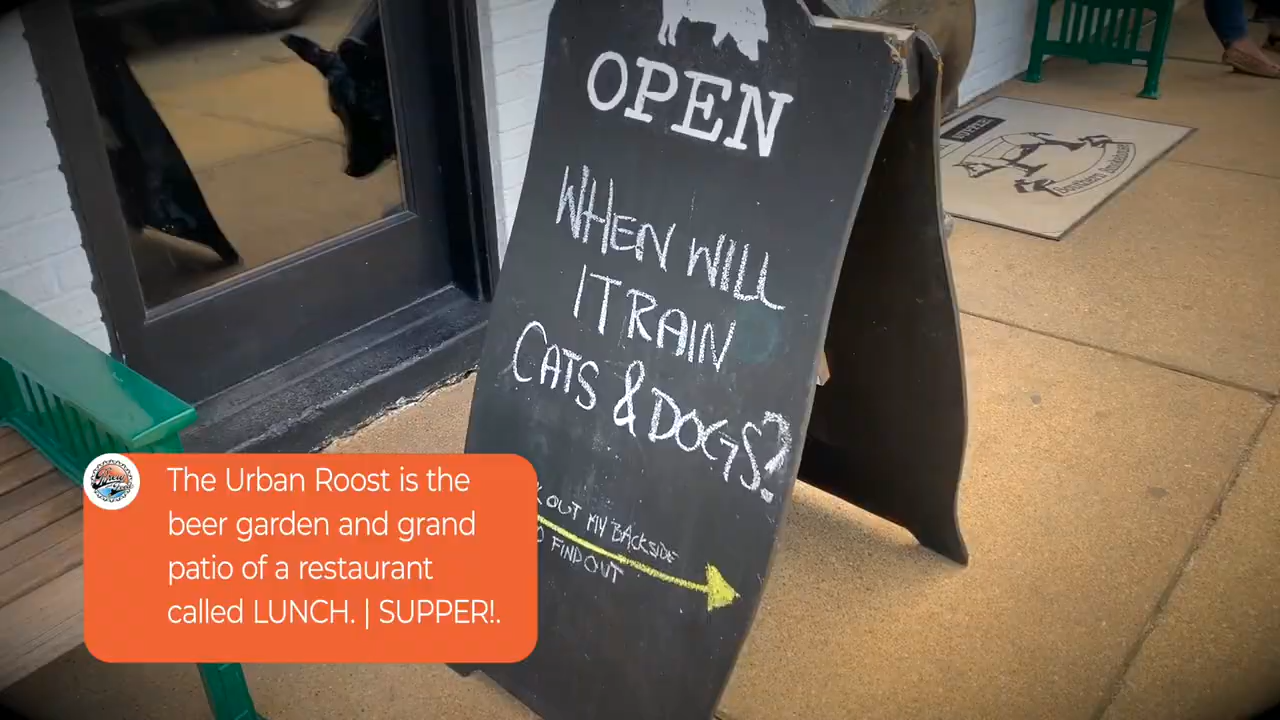 OPEN
WHEN WILL
IT RAIN
CATS & DOGS?
OUT MY BACKSIDE
FIND OUT
SUPPER!
The Urban Roost is the
beer garden and grand
patio of a restaurant
called LUNCH. | SUPPER!.